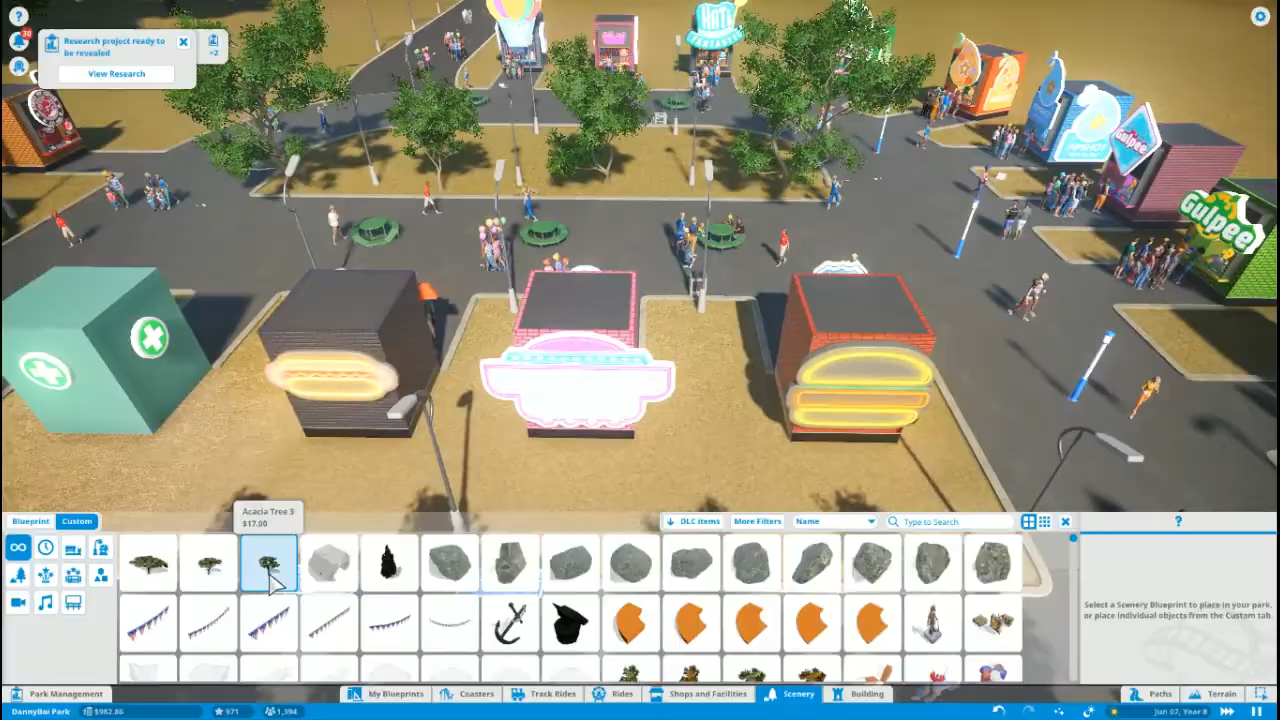 ?
30
Research project ready to
be revealed
+2
View Research
HATS
FANTASTIC
Gulpee
Gulpee
Acacia Tree 3
$17.00
Blueprint
Custom
DLC items
More Filters
Name
Type to Search
?
Select a Scenery Blueprint to place in your park,
or place individual objects from the Custom tab.
Park Management
My Blueprints
Coasters
Track Rides
Rides
Shops and Facilities
Scenery
Building
Paths
Terrain
DannyBoi Park
$982.86
971
1,394
Jun 07, Year 8